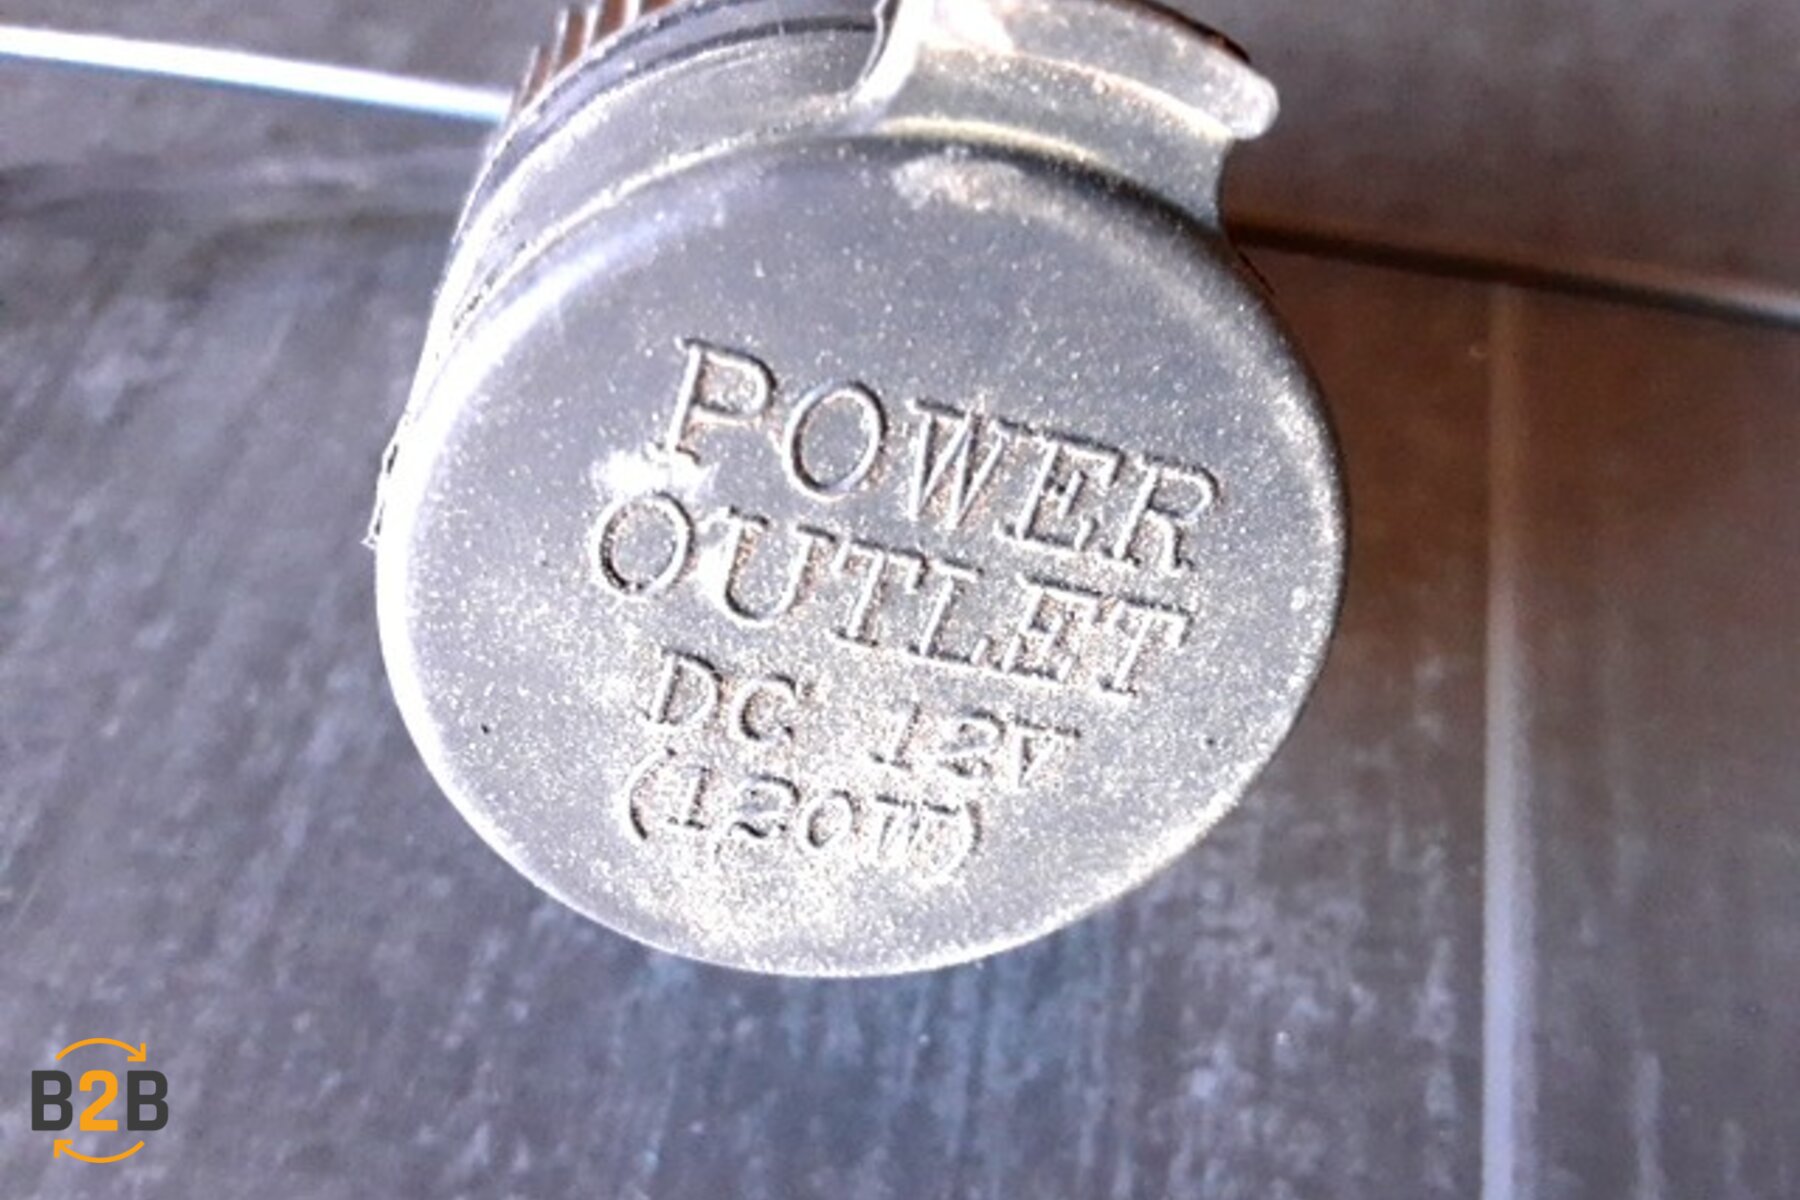 POWER
OUTLET
DC 12V
(120W)
B2B